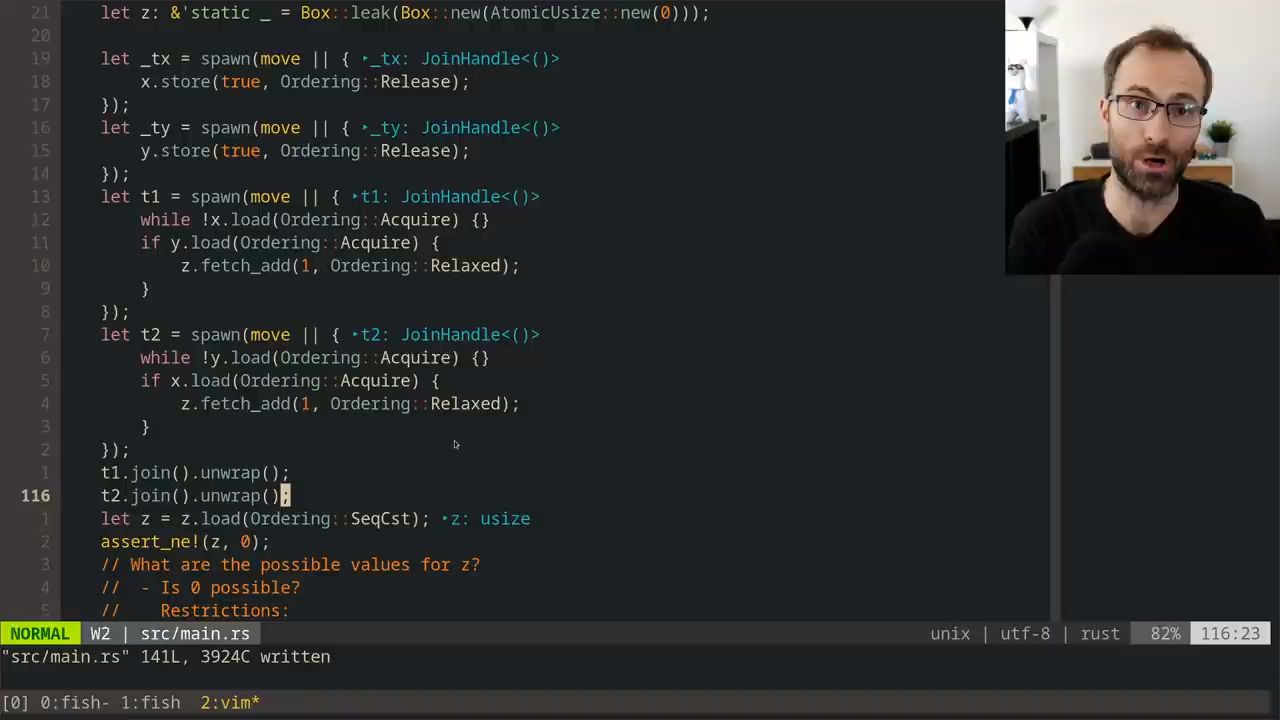 21 let z: &'static _ = Box::leak(Box::new(AtomicUsize::new(0)));
20
19 let _tx = spawn(move || { ‣_tx: JoinHandle<()>
18 x.store(true, Ordering::Release);
17 });
16 let _ty = spawn(move || { ‣_ty: JoinHandle<()>
15 y.store(true, Ordering::Release);
14 });
13 let t1 = spawn(move || { ‣t1: JoinHandle<()>
12 while !x.load(Ordering::Acquire) {}
11 if y.load(Ordering::Acquire) {
10 z.fetch_add(1, Ordering::Relaxed);
9 }
8 });
7 let t2 = spawn(move || { ‣t2: JoinHandle<()>
6 while !y.load(Ordering::Acquire) {}
5 if x.load(Ordering::Acquire) {
4 z.fetch_add(1, Ordering::Relaxed);
3 }
2 });
1 t1.join().unwrap();
116 t2.join().unwrap();
1 let z = z.load(Ordering::SeqCst); ‣z: usize
2 assert_ne!(z, 0);
3 // What are the possible values for z?
4 // - Is 0 possible?
5 // Restrictions:
NORMAL W2 | src/main.rs unix | utf-8 | rust 82% 116:23
"src/main.rs" 141L, 3924C written
[0] 0:fish- 1:fish 2:vim*